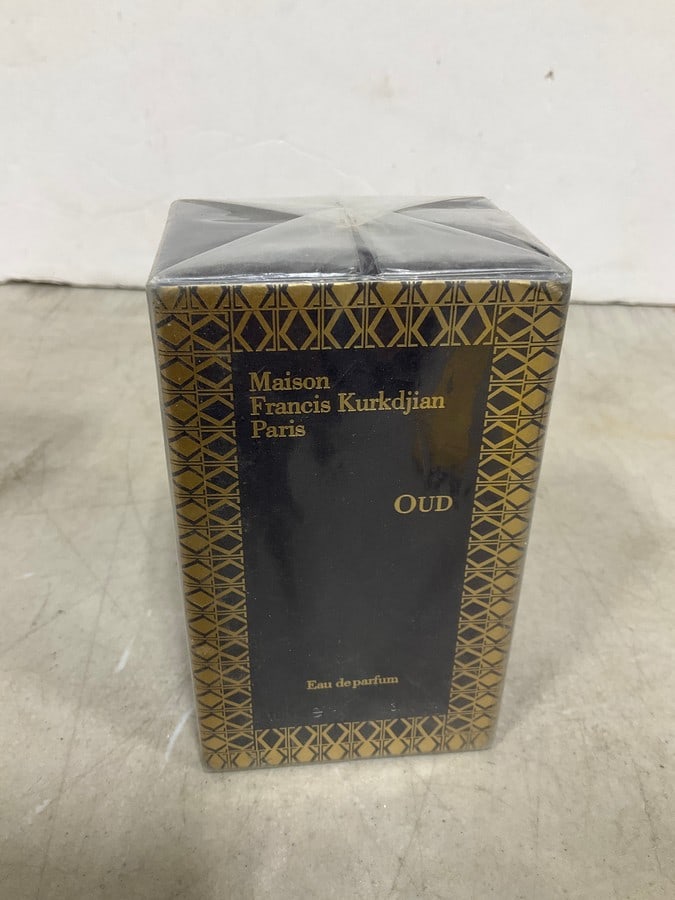 Maison
Francis Kurkdjian
Paris
OUD
Eau de parfum